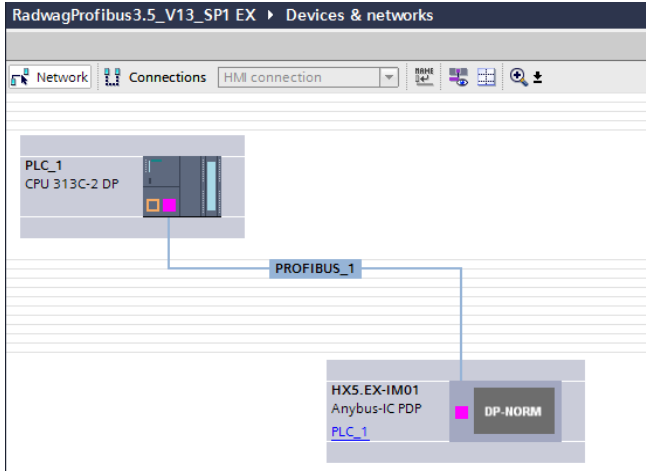 RadwagProfibus3.5_V13_SP1 EX ▸ Devices & networks
Network Connections HMI connection
PLC_1
CPU 313C-2 DP
PROFIBUS_1
HX5.EX-IM01
Anybus-IC PDP
DP-NORM
PLC_1